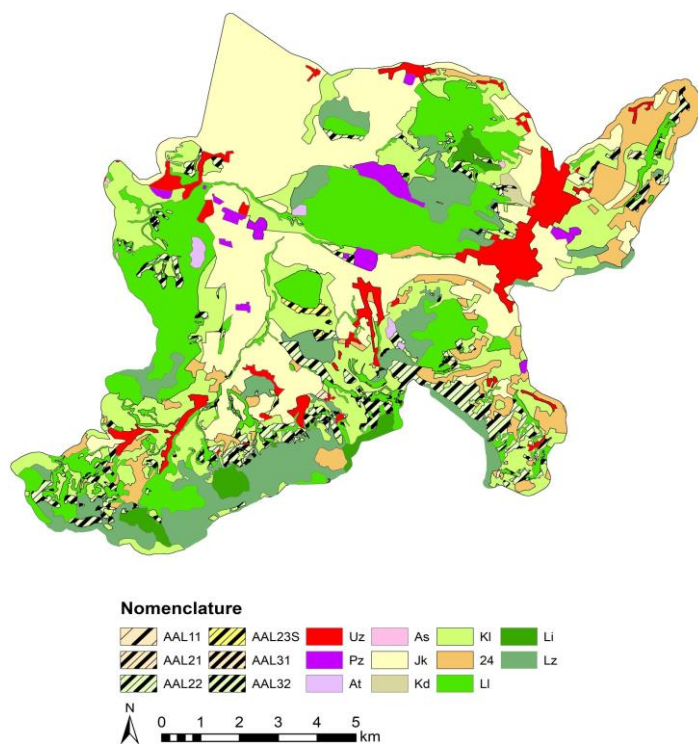 Nomenclature
AAL11 AAL23S Uz As Kl Li
AAL21 AAL31 Pz Jk 24 Lz
AAL22 AAL32 At Kd Ll
N
0 1 2 3 4 5
km